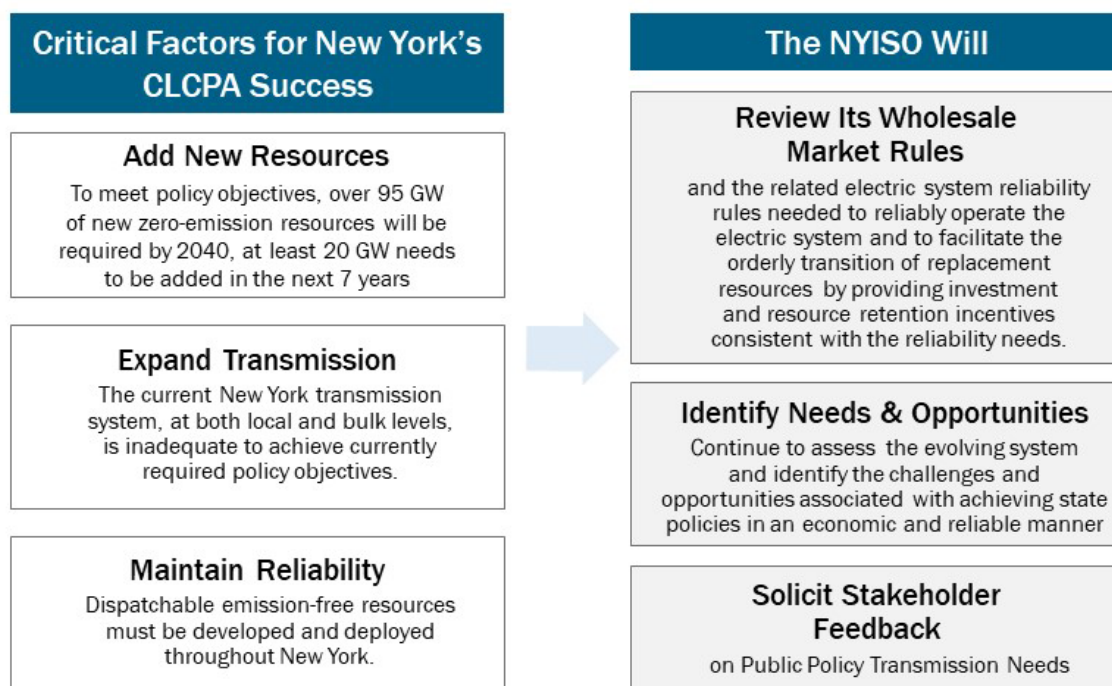 Critical Factors for New York's
CLCPA Success
Add New Resources
To meet policy objectives, over 95 GW
of new zero-emission resources will be
required by 2040, at least 20 GW needs
to be added in the next 7 years
Expand Transmission
The current New York transmission
system, at both local and bulk levels,
is inadequate to achieve currently
required policy objectives.
Maintain Reliability
Dispatchable emission-free resources
must be developed and deployed
throughout New York.
The NYISO Will
Review Its Wholesale
Market Rules
and the related electric system reliability
rules needed to reliably operate the
electric system and to facilitate the
orderly transition of replacement
resources by providing investment
and resource retention incentives
consistent with the reliability needs.
Identify Needs & Opportunities
Continue to assess the evolving system
and identify the challenges and
opportunities associated with achieving state
policies in an economic and reliable manner
Solicit Stakeholder
Feedback
on Public Policy Transmission Needs